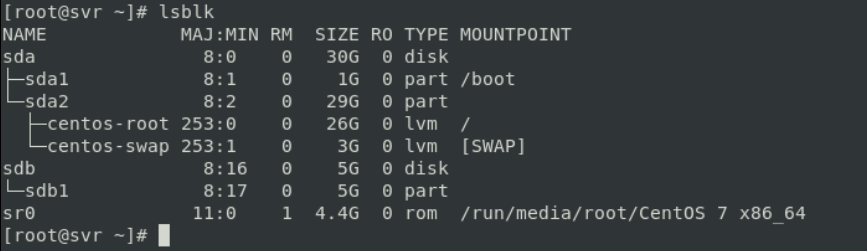 [root@svr ~]# lsblk
NAME            MAJ:MIN RM  SIZE RO TYPE MOUNTPOINT
sda               8:0    0   30G  0 disk
├─sda1            8:1    0    1G  0 part /boot
└─sda2            8:2    0   29G  0 part
  ├─centos-root 253:0    0   26G  0 lvm  /
  └─centos-swap 253:1    0    3G  0 lvm  [SWAP]
sdb               8:16   0    5G  0 disk
└─sdb1            8:17   0    5G  0 part
sr0              11:0    1  4.4G  0 rom  /run/media/root/CentOS 7 x86_64
[root@svr ~]#